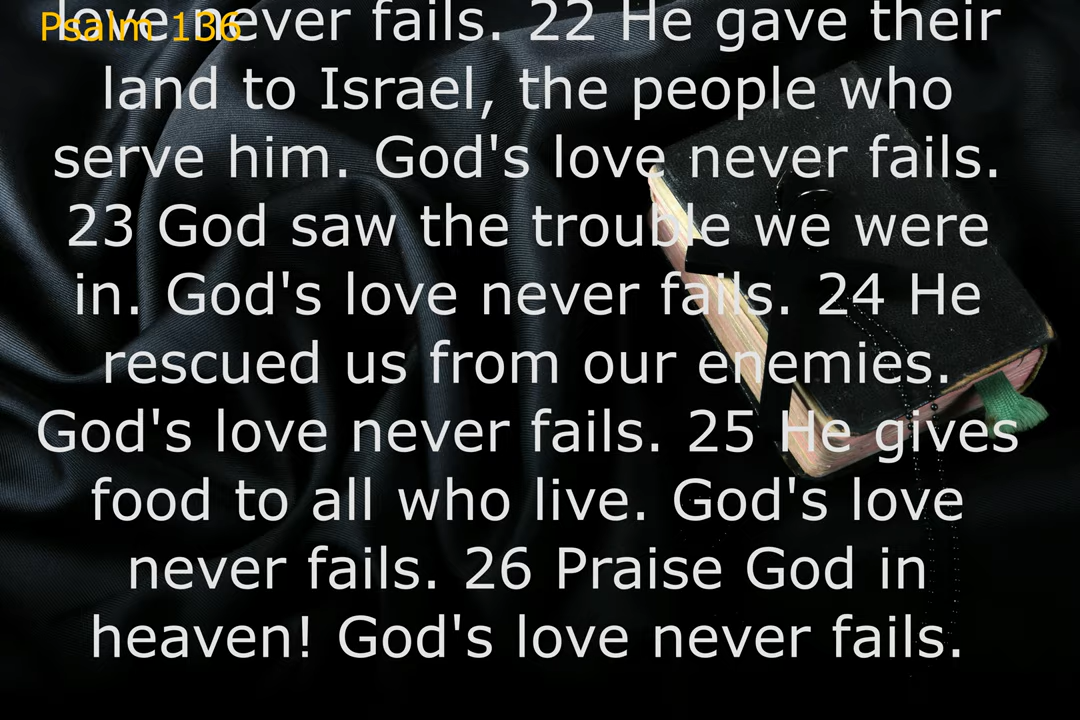 Psalm 136
love never fails. 22 He gave their
land to Israel, the people who
serve him. God's love never fails.
23 God saw the trouble we were
in. God's love never fails. 24 He
rescued us from our enemies.
God's love never fails. 25 He gives
food to all who live. God's love
never fails. 26 Praise God in
heaven! God's love never fails.